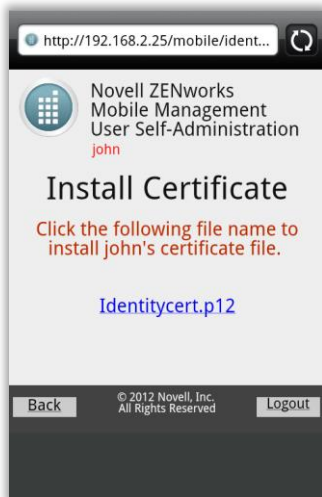 http://192.168.2.25/mobile/ident...
Novell ZENworks
Mobile Management
User Self-Administration
john
Install Certificate
Click the following file name to
install john's certificate file.
Identitycert.p12
Back
© 2012 Novell, Inc.
All Rights Reserved
Logout